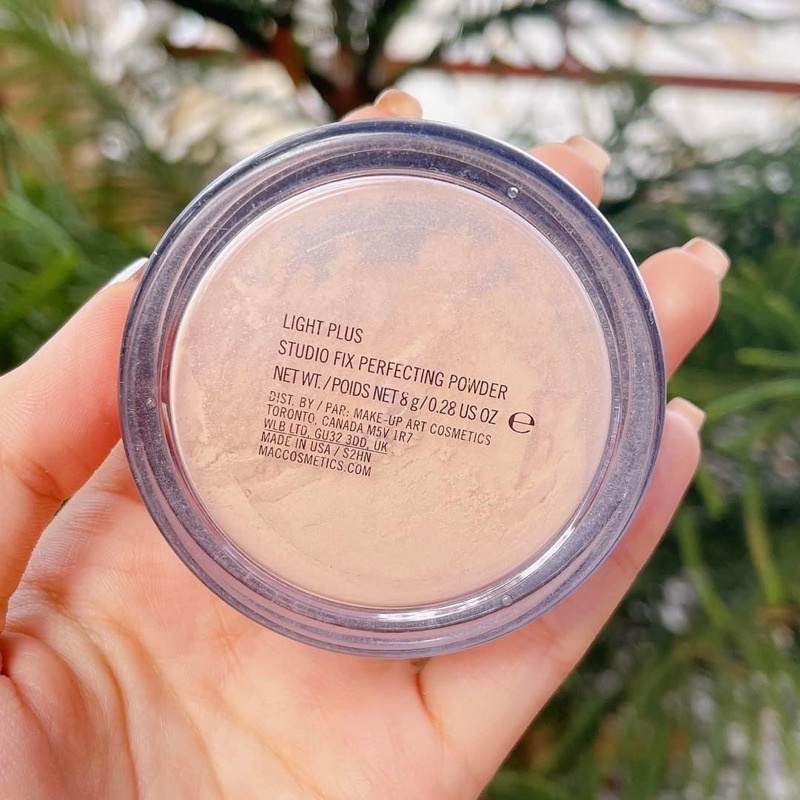 LIGHT PLUS
STUDIO FIX PERFECTING POWDER
NET WT. / POIDS NET 8 g / 0.28 US OZ e
DIST. BY / PAR: MAKE-UP ART COSMETICS
TORONTO, CANADA M5V 1R7
WLB LTD, GU32 3DD, UK
MADE IN USA / S2HN
MACCOSMETICS.COM